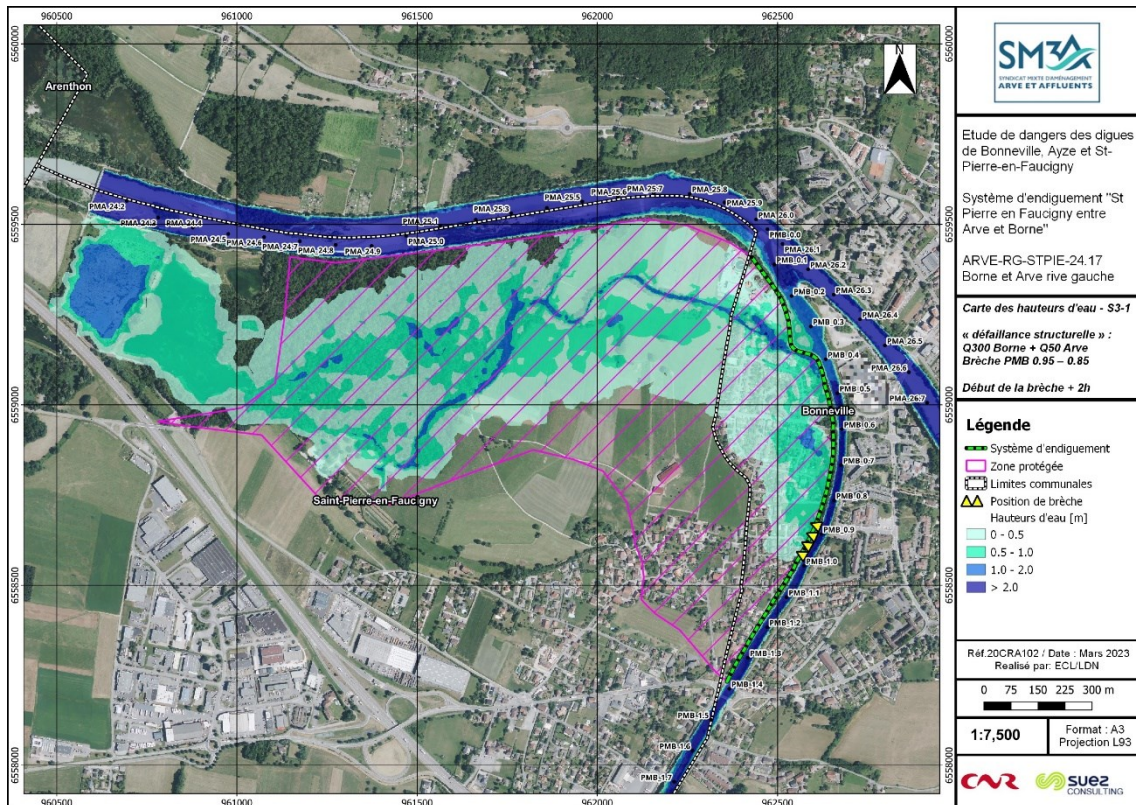 960500 961000 961500 962000 962500
6560000
6559500
6559000
6558500
6558000
6560000
6559500
6559000
6558500
6558000
N
Arenthon
PMA 24.2
PMA 24.5
PMA 24.6
PMA 24.7
PMA 24.8
PMA 24.9
PMA 25.0
PMA 25.1
PMA 25.3
PMA 25.5
PMA 25.7
PMA 25.8
PMA 25.9
PMA 26.0
PMB 0.0
PMA 26.1
PMB 0.1
PMA 26.2
PMB 0.2
PMA 26.3
PMB 0.3
PMA 26.4
PMB 0.4
PMA 26.5
PMB 0.5
PMA 26.6
PMA 26.7
Bonneville
PMB 0.6
PMB 0.7
PMB 0.8
PMB 0.9
PMB 1.0
PMB 1.1
PMB 1.2
PMB 1.3
PMB 1.4
PMB 1.5
PMB 1.6
PMB 1.7
Saint-Pierre-en-Faucigny
960500 961000 961500 962000 962500
SM3A
SYNDICAT MIXTE D'AMÉNAGEMENT
ARVE ET AFFLUENTS
Etude de dangers des digues
de Bonneville, Ayze et St-
Pierre-en-Faucigny
Système d'endiguement "St
Pierre en Faucigny entre
Arve et Borne"
ARVE-RG-STPIE-24.17
Borne et Arve rive gauche
Carte des hauteurs d'eau - S3-1
« défaillance structurelle » :
Q300 Borne + Q50 Arve
Brèche PMB 0.95 – 0.85
Début de la brèche + 2h
Légende
Système d'endiguement
Zone protégée
Limites communales
Position de brèche
Hauteurs d'eau [m]
0 - 0.5
0.5 - 1.0
1.0 - 2.0
> 2.0
Réf.20CRA102 / Date : Mars 2023
Realisé par: ECL/LDN
0 75 150 225 300 m
1:7,500
Format : A3
Projection L93
CNR
SUEZ
CONSULTING